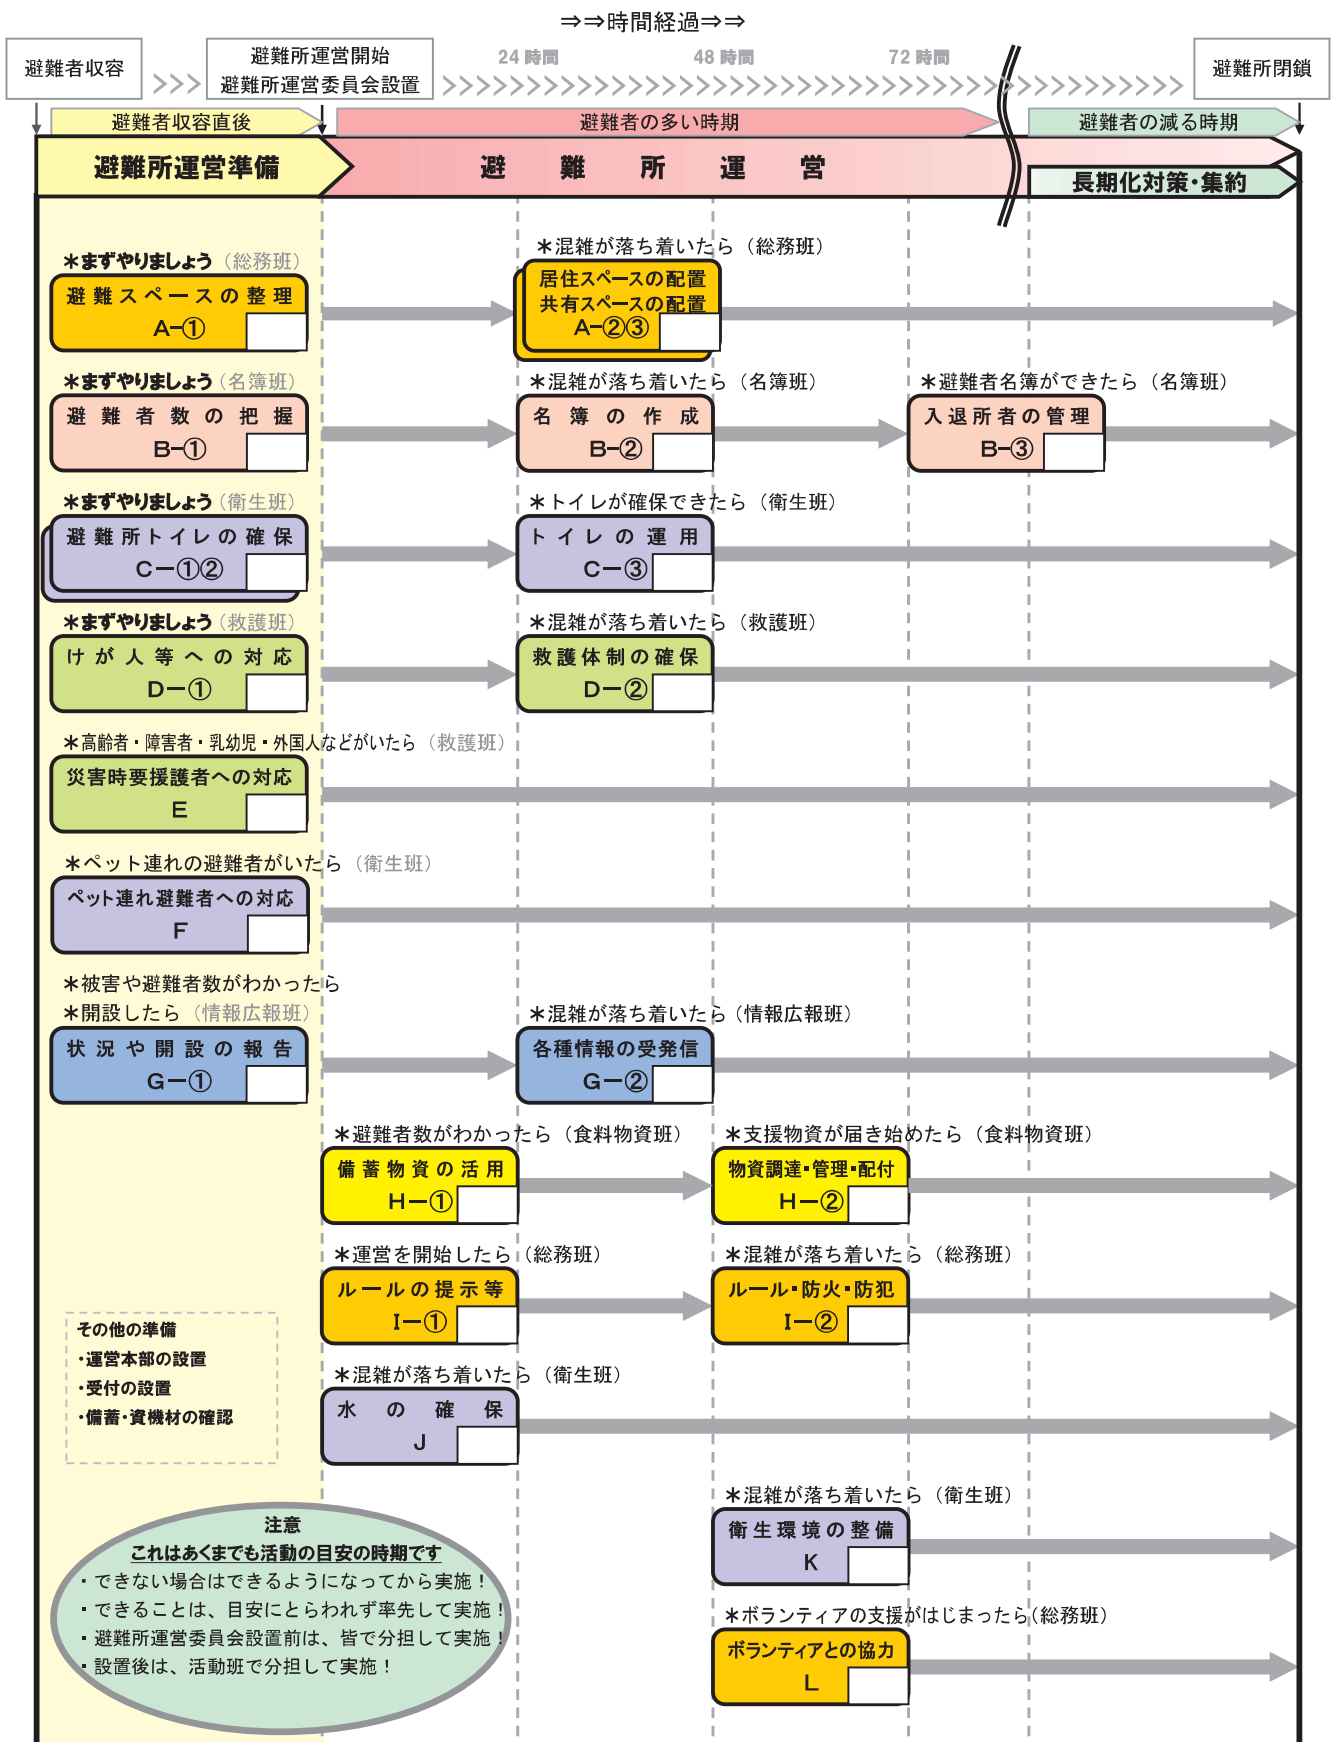 ⇒⇒時間経過⇒⇒
避難者収容
避難所運営開始
避難所運営委員会設置
24 時間
48 時間
72 時間
避難所閉鎖
避難者収容直後
避難者の多い時期
避難者の減る時期
避難所運営準備
避難所運営
長期化対策・集約
＊まずやりましょう（総務班）
避難スペースの整理
A−①
＊混雑が落ち着いたら（総務班）
居住スペースの配置
共有スペースの配置
A−②③
＊まずやりましょう（名簿班）
避難者数の把握
B−①
＊混雑が落ち着いたら（名簿班）
名簿の作成
B−②
＊避難者名簿ができたら（名簿班）
入退所者の管理
B−③
＊まずやりましょう（衛生班）
避難所トイレの確保
C−①②
＊トイレが確保できたら（衛生班）
トイレの運用
C−③
＊まずやりましょう（救護班）
けが人等への対応
D−①
＊混雑が落ち着いたら（救護班）
救護体制の確保
D−②
＊高齢者・障害者・乳幼児・外国人などがいたら（救護班）
災害時要援護者への対応
E
＊ペット連れの避難者がいたら（衛生班）
ペット連れ避難者への対応
F
＊被害や避難者数がわかったら
＊開設したら（情報広報班）
状況や開設の報告
G−①
＊混雑が落ち着いたら（情報広報班）
各種情報の受発信
G−②
＊避難者数がわかったら（食料物資班）
備蓄物資の活用
H−①
＊支援物資が届き始めたら（食料物資班）
物資調達・管理・配付
H−②
＊運営を開始したら（総務班）
ルールの提示等
I−①
＊混雑が落ち着いたら（総務班）
ルール・防火・防犯
I−②
その他の準備
・運営本部の設置
・受付の設置
・備蓄・資機材の確認
＊混雑が落ち着いたら（衛生班）
水の確保
J
＊混雑が落ち着いたら（衛生班）
衛生環境の整備
K
＊ボランティアの支援がはじまったら（総務班）
ボランティアとの協力
L
注意
これはあくまでも活動の目安の時期です
・できない場合はできるようになってから実施！
・できることは、目安にとらわれず率先して実施！
・避難所運営委員会設置前は、皆で分担して実施！
・設置後は、活動班で分担して実施！